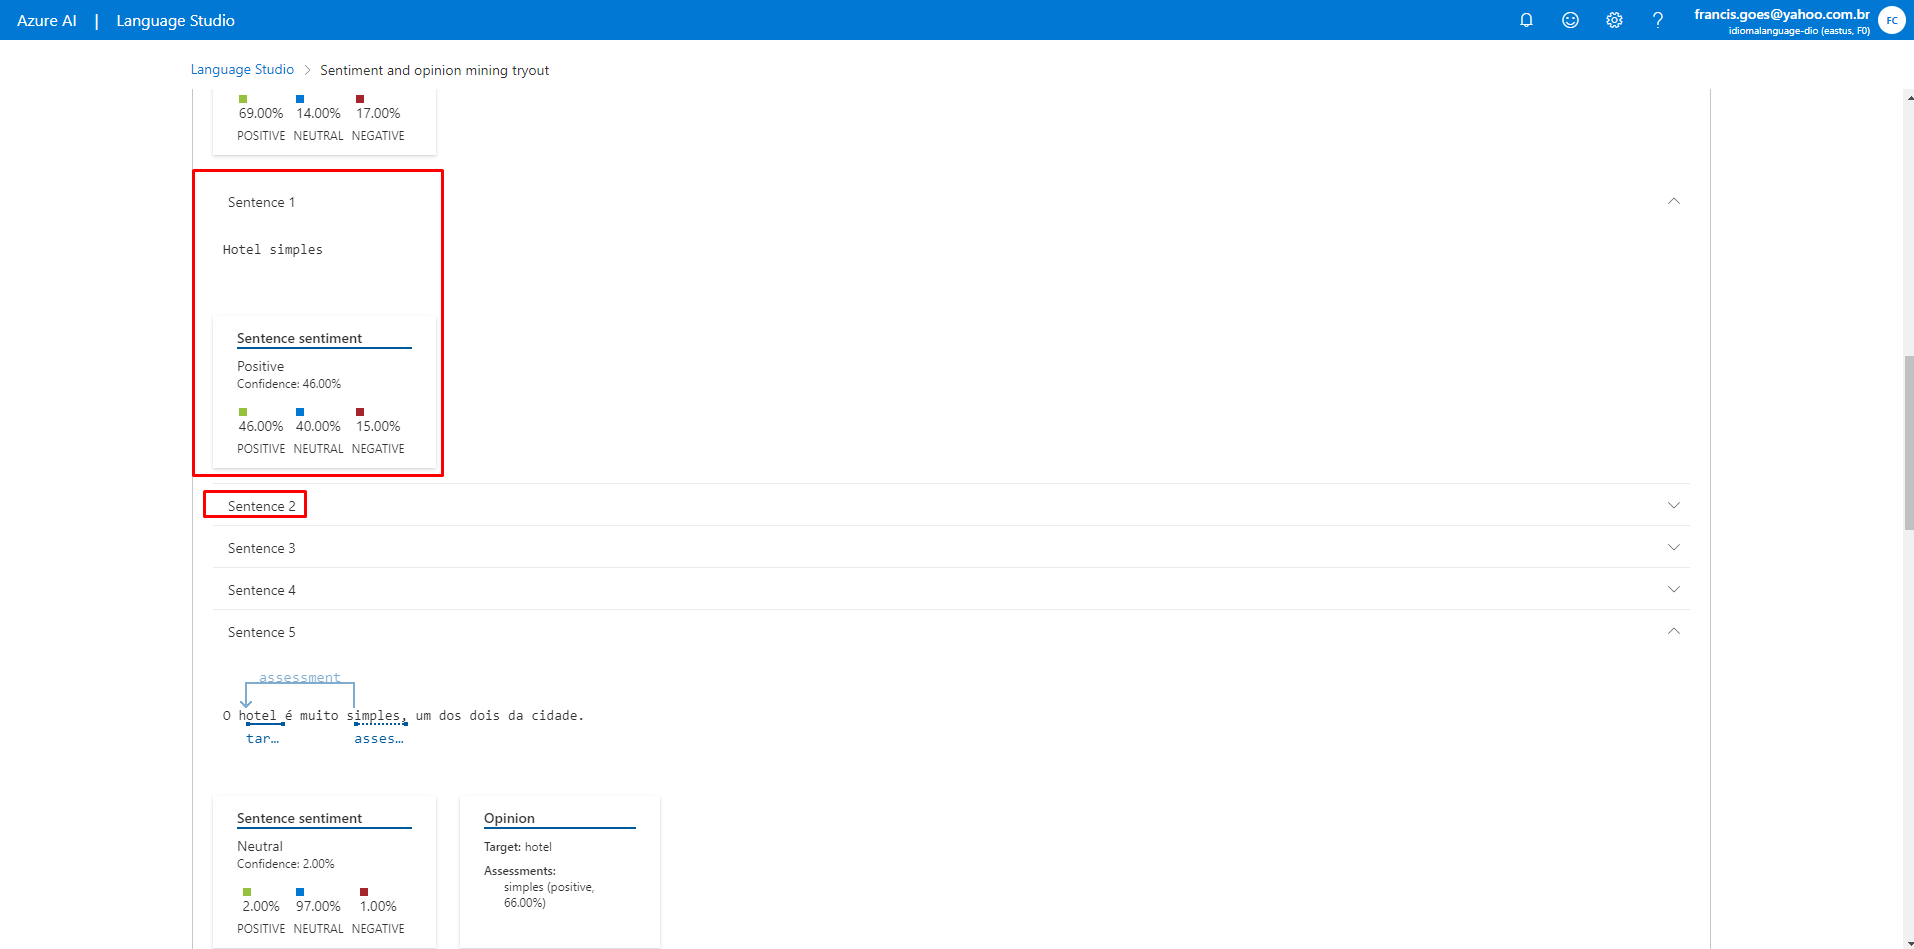 Azure AI | Language Studio
francis.goes@yahoo.com.br
idiomalanguage-dio (eastus, F0)
FC
Language Studio > Sentiment and opinion mining tryout
69.00% 14.00% 17.00%
POSITIVE NEUTRAL NEGATIVE
Sentence 1
Hotel simples
Sentence sentiment
Positive
Confidence: 46.00%
46.00% 40.00% 15.00%
POSITIVE NEUTRAL NEGATIVE
Sentence 2
Sentence 3
Sentence 4
Sentence 5
assessment
O hotel é muito simples, um dos dois da cidade.
tar… asses…
Sentence sentiment
Neutral
Confidence: 2.00%
2.00% 97.00% 1.00%
POSITIVE NEUTRAL NEGATIVE
Opinion
Target: hotel
Assessments:
simples (positive,
66.00%)